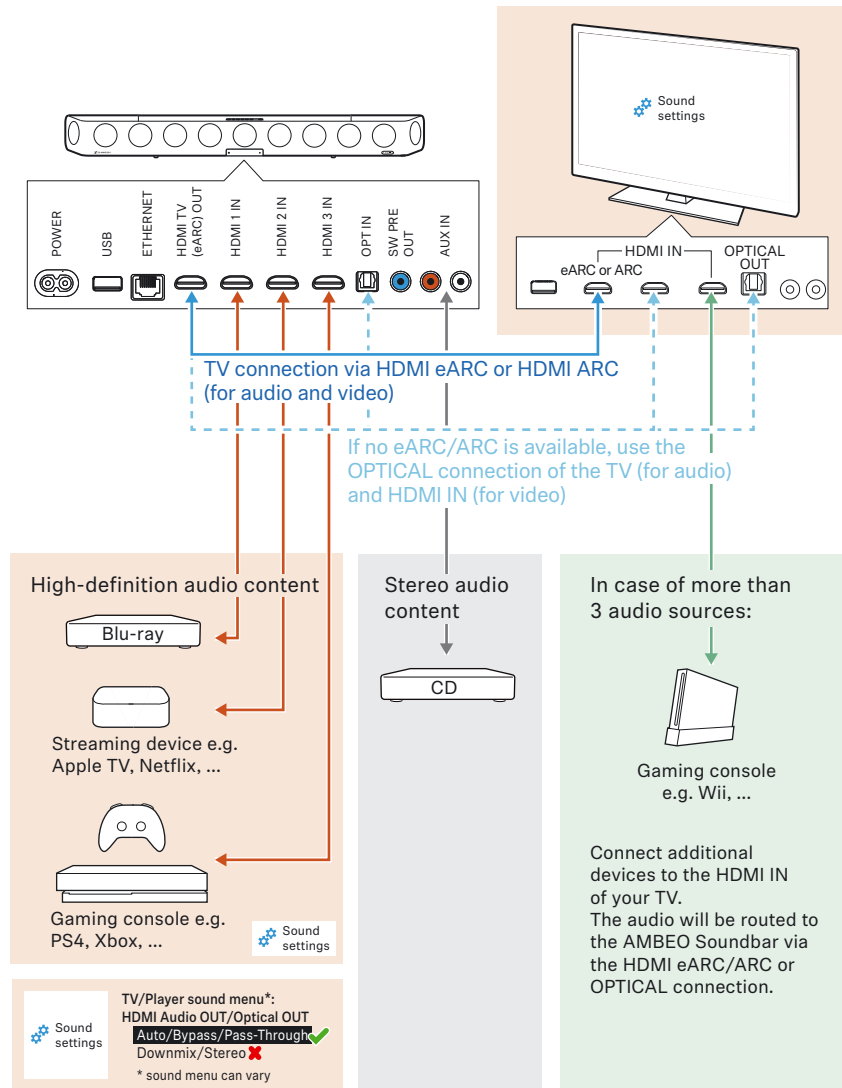 Sound
settings
POWER
USB
ETHERNET
HDMI TV
(eARC) OUT
HDMI 1 IN
HDMI 2 IN
HDMI 3 IN
OPT IN
SW PRE
OUT
AUX IN
HDMI IN
eARC or ARC
OPTICAL
OUT
TV connection via HDMI eARC or HDMI ARC
(for audio and video)
If no eARC/ARC is available, use the
OPTICAL connection of the TV (for audio)
and HDMI IN (for video)
High-definition audio content
Blu-ray
Streaming device e.g.
Apple TV, Netflix, ...
Gaming console e.g.
PS4, Xbox, ...
Sound
settings
Stereo audio
content
CD
In case of more than
3 audio sources:
Gaming console
e.g. Wii, ...
Connect additional
devices to the HDMI IN
of your TV.
The audio will be routed to
the AMBEO Soundbar via
the HDMI eARC/ARC or
OPTICAL connection.
Sound
settings
TV/Player sound menu*:
HDMI Audio OUT/Optical OUT
Auto/Bypass/Pass-Through
Downmix/Stereo
* sound menu can vary